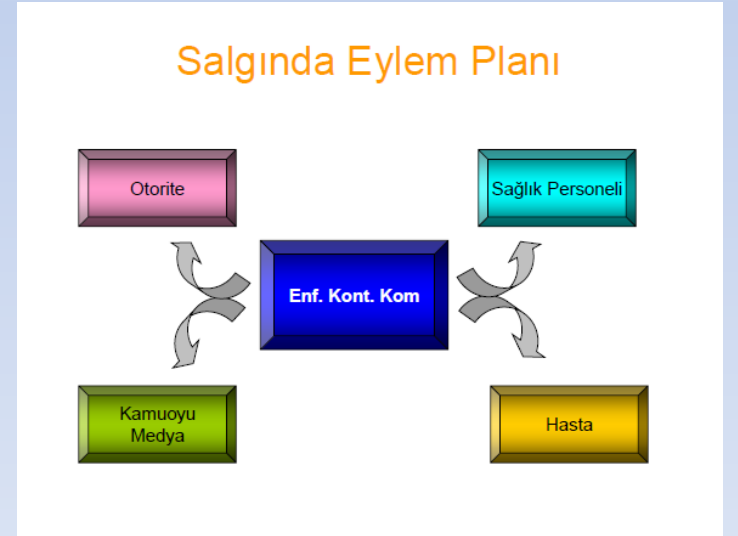 Salgında Eylem Planı
Otorite
Sağlık Personeli
Enf. Kont. Kom
Kamuoyu
Medya
Hasta